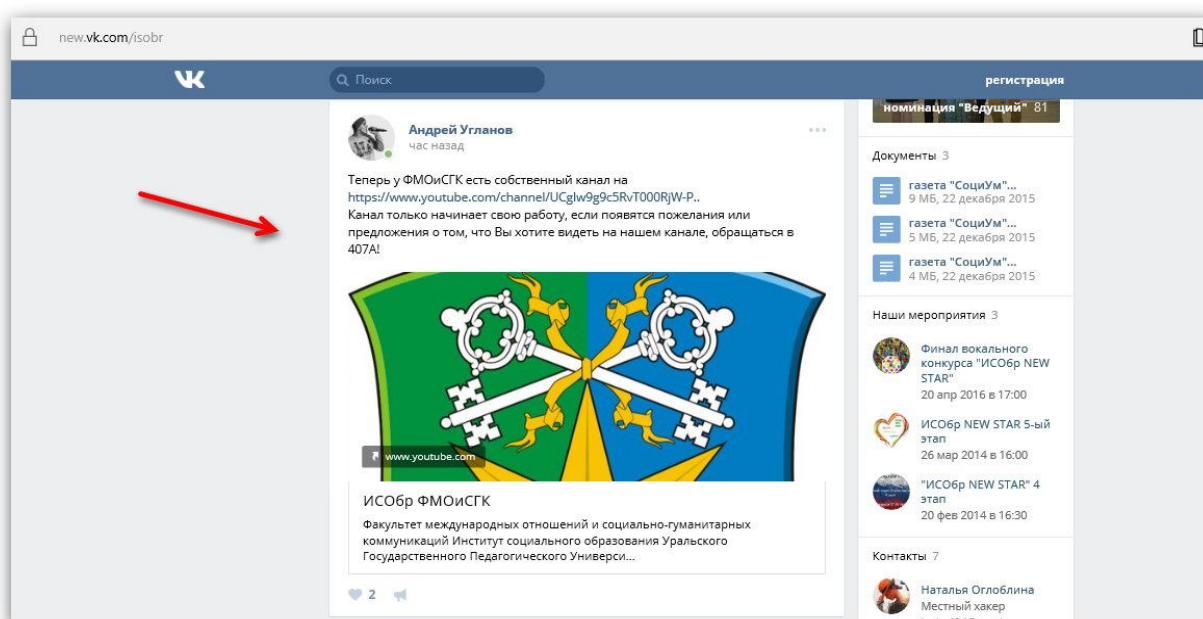 new.vk.com/isobr
Поиск
регистрация
Андрей Угланов
час назад
Теперь у ФМОиСГК есть собственный канал на
https://www.youtube.com/channel/UCglw9g9c5RvT000RjW-P..
Канал только начинает свою работу, если появятся пожелания или
предложения о том, что Вы хотите видеть на нашем канале, обращаться в
407А!
www.youtube.com
ИСОбр ФМОиСГК
Факультет международных отношений и социально-гуманитарных
коммуникаций Институт социального образования Уральского
Государственного Педагогического Универси...
2
номинация "Ведущий" 81
Документы 3
газета "СоциУм"...
9 МБ, 22 декабря 2015
газета "СоциУм"...
5 МБ, 22 декабря 2015
газета "СоциУм"...
4 МБ, 22 декабря 2015
Наши мероприятия 3
Финал вокального
конкурса "ИСОбр NEW
STAR"
20 апр 2016 в 17:00
ИСОбр NEW STAR 5-ый
этап
26 мар 2014 в 16:00
"ИСОбр NEW STAR" 4
этап
20 фев 2014 в 16:30
Контакты 7
Наталья Оглоблина
Местный хакер